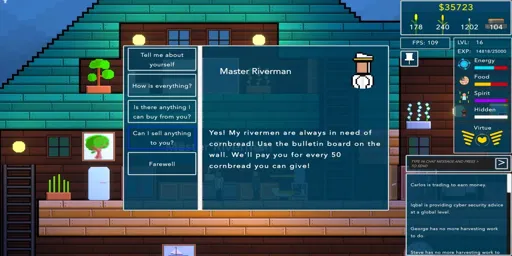 $35723
178 240 1202 104
FPS: 109
LVL: 16
EXP: 14818/25000
Energy
Food
Spirit
Hidden
Virtue
Tell me about
yourself
How is everything?
Is there anything I
can buy from you?
Can I sell anything
to you?
Farewell
Master Riverman
Yes! My rivermen are always in need of
cornbread! Use the bulletin board on the
wall. We'll pay you for every 50
cornbread you can give!
Carlos is trading to earn money.
Iqbal is providing cyber security advice
at a global level.
George has no more harvesting work
to do.
Steve has no more harvesting work to